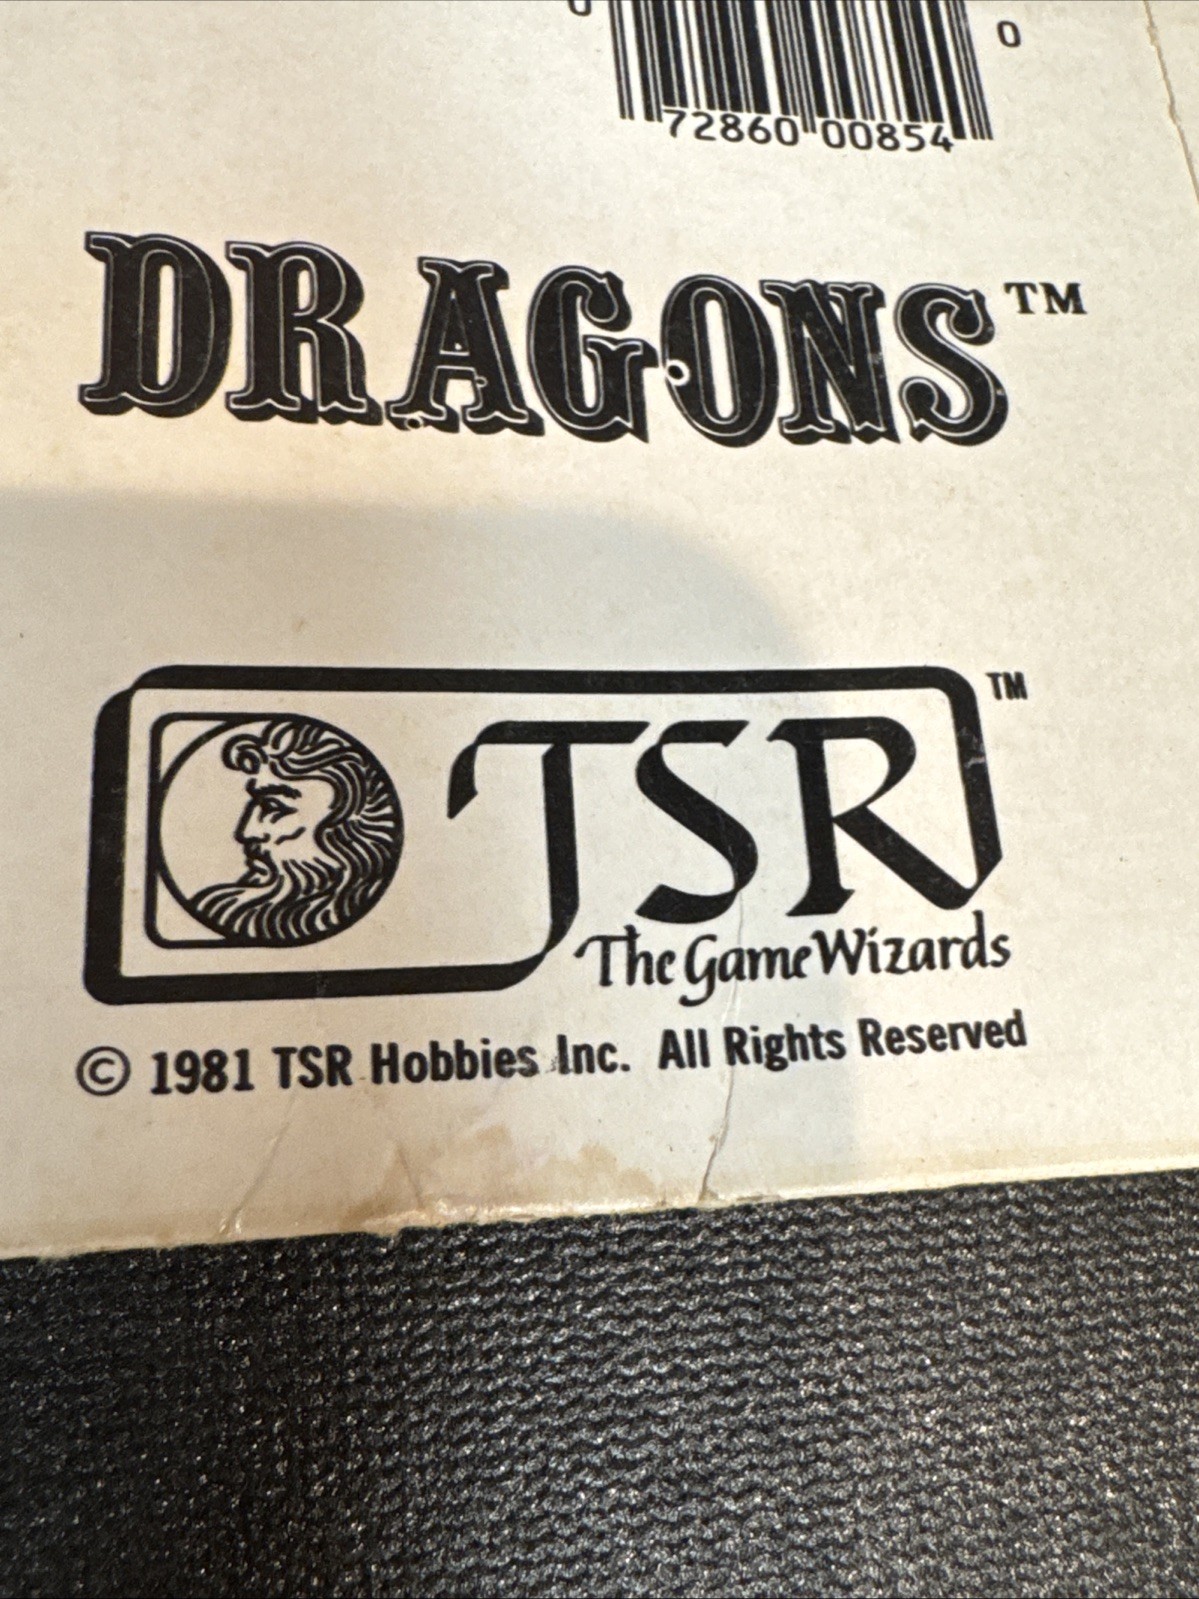 0
72860 00854
DRAGONS™
TSR™
The Game Wizards
© 1981 TSR Hobbies Inc. All Rights Reserved